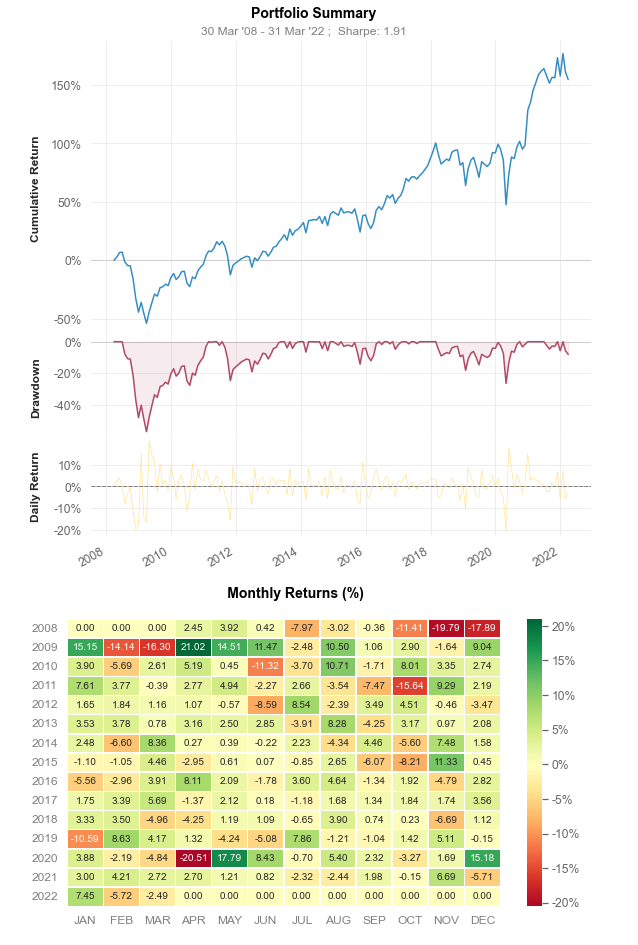 Portfolio Summary
30 Mar '08 - 31 Mar '22 ;  Sharpe: 1.91
Cumulative Return
150%
100%
50%
0%
-50%
Drawdown
0%
-20%
-40%
Daily Return
10%
0%
-10%
-20%
2008 2010 2012 2014 2016 2018 2020 2022
Monthly Returns (%)
2008 0.00 0.00 0.00 2.45 3.92 0.42 -7.97 -3.02 -0.36 -11.41 -19.79 -17.89
2009 15.15 -14.14 -16.30 21.02 14.51 11.47 -2.48 10.50 1.06 2.90 -1.64 9.04
2010 3.90 -5.69 2.61 5.19 0.45 -11.32 -3.70 10.71 -1.71 8.01 3.35 2.74
2011 7.61 3.77 -0.39 2.77 4.94 -2.27 2.66 -3.54 -7.47 -15.64 9.29 2.19
2012 1.65 1.84 1.16 1.07 -0.57 -8.59 8.54 -2.39 3.49 4.51 -0.46 -3.47
2013 3.53 3.78 0.78 3.16 2.50 2.85 -3.91 8.28 -4.25 3.17 0.97 2.08
2014 2.48 -6.60 8.36 0.27 0.39 -0.22 2.23 -4.34 4.46 -5.60 7.48 1.58
2015 -1.10 -1.05 4.46 -2.95 0.61 0.07 -0.85 2.65 -6.07 -8.21 11.33 0.45
2016 -5.56 -2.96 3.91 8.11 2.09 -1.78 3.60 4.64 -1.34 1.92 -4.79 2.82
2017 1.75 3.39 5.69 -1.37 2.12 0.18 -1.18 1.68 1.34 1.84 1.74 3.56
2018 3.33 3.50 -4.96 -4.25 1.19 1.09 -0.65 3.90 0.74 0.23 -6.69 1.12
2019 -10.59 8.63 4.17 1.32 -4.24 -5.08 7.86 -1.21 -1.04 1.42 5.11 -0.15
2020 3.88 -2.19 -4.84 -20.51 17.79 8.43 -0.70 5.40 2.32 -3.27 1.69 15.18
2021 3.00 4.21 2.72 2.70 1.21 0.82 -2.32 -2.44 1.98 -0.15 6.69 -5.71
2022 7.45 -5.72 -2.49 0.00 0.00 0.00 0.00 0.00 0.00 0.00 0.00 0.00
JAN FEB MAR APR MAY JUN JUL AUG SEP OCT NOV DEC
20%
15%
10%
5%
0%
-5%
-10%
-15%
-20%